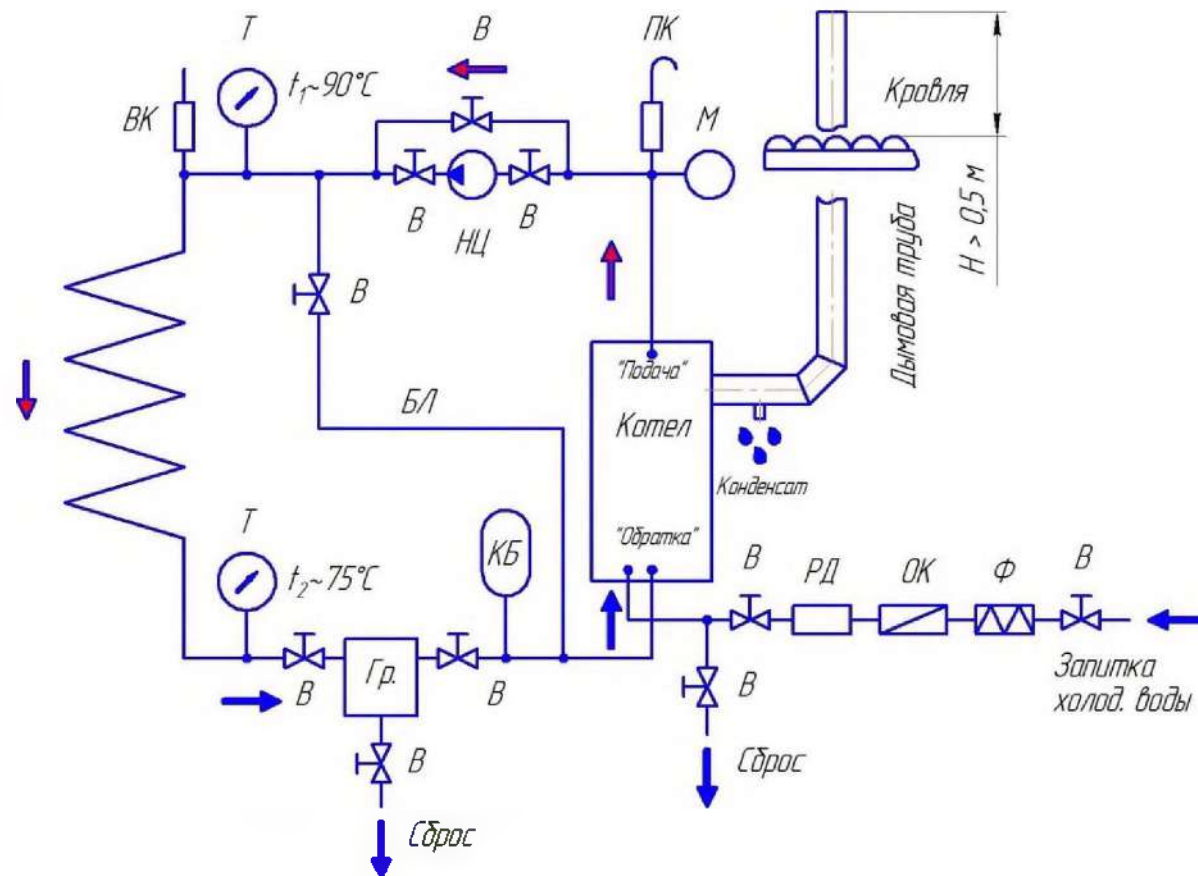 Т
В
ПК
t₁~90°C
Кровля
ВК
М
В
В
НЦ
Н > 0,5 м
Дымовая труба
В
"Подача"
БЛ
Котел
Конденсат
Т
КБ
"Обратка"
t₂~75°C
В
РД
ОК
Ф
В
Гр.
В
В
В
Запитка
холод. воды
В
Сброс
Сброс